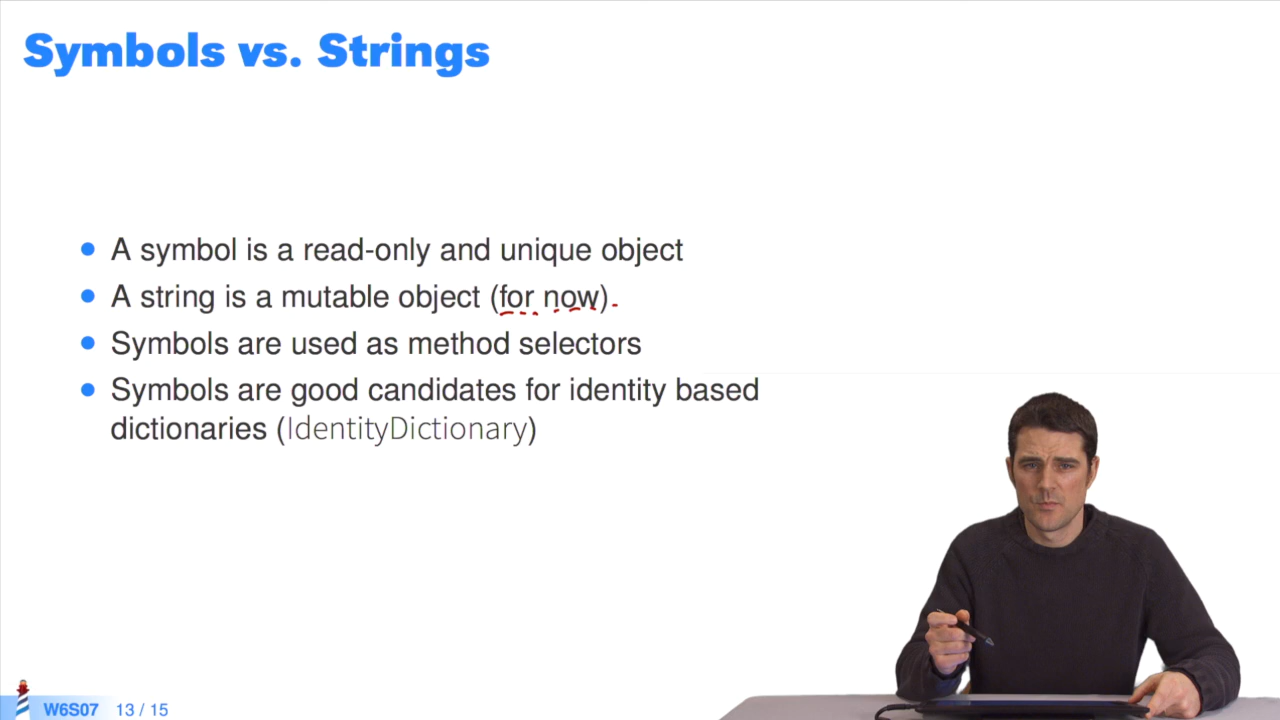 Symbols vs. Strings
A symbol is a read-only and unique object
A string is a mutable object (for now).
Symbols are used as method selectors
Symbols are good candidates for identity based
dictionaries (IdentityDictionary)
W6S07 13 / 15